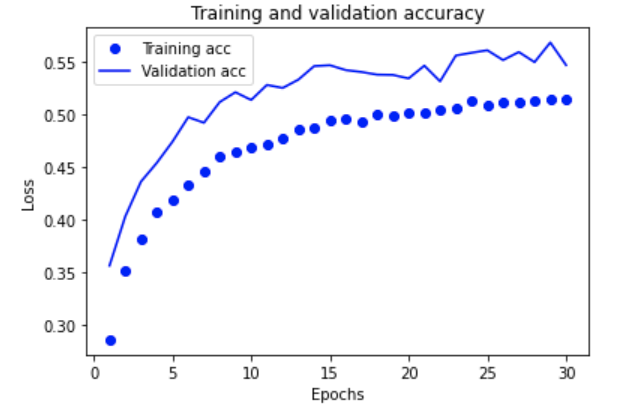 Training and validation accuracy
Training acc
Validation acc
0.55
0.50
0.45
0.40
0.35
0.30
Loss
0 5 10 15 20 25 30
Epochs